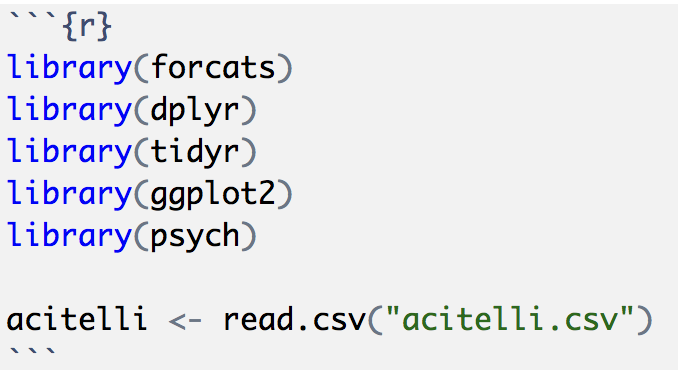 ```{r}
library(forcats)
library(dplyr)
library(tidyr)
library(ggplot2)
library(psych)

acitelli <- read.csv("acitelli.csv")
```